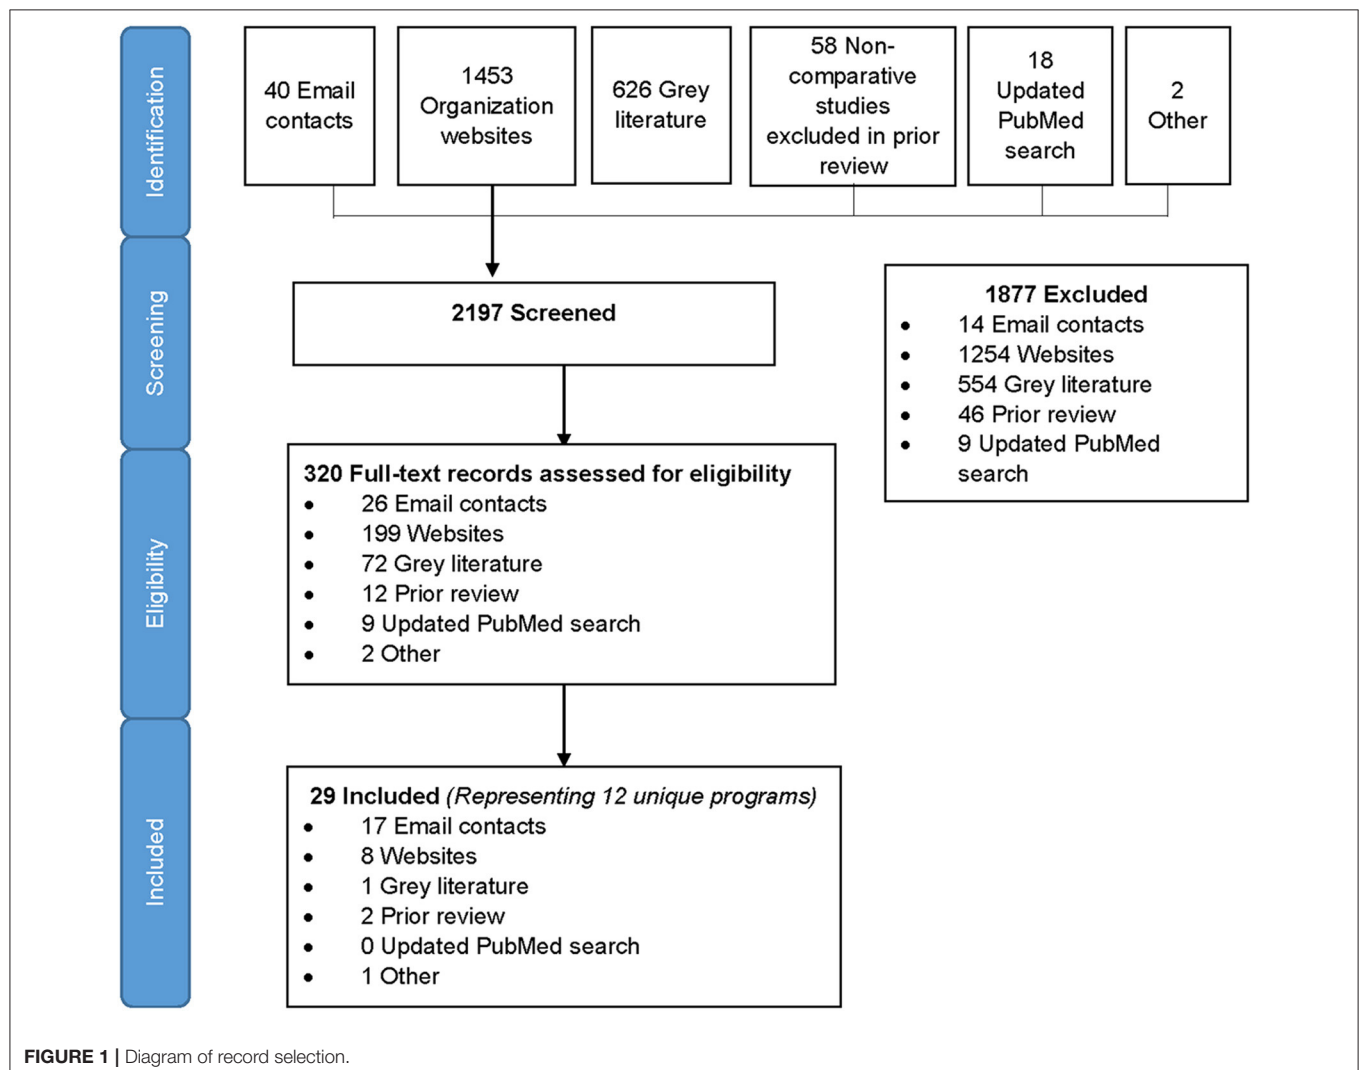 Identification
40 Email
contacts
1453
Organization
websites
626 Grey
literature
58 Non-
comparative
studies
excluded in prior
review
18
Updated
PubMed
search
2
Other
Screening
2197 Screened
1877 Excluded
• 14 Email contacts
• 1254 Websites
• 554 Grey literature
• 46 Prior review
• 9 Updated PubMed
search
Eligibility
320 Full-text records assessed for eligibility
• 26 Email contacts
• 199 Websites
• 72 Grey literature
• 12 Prior review
• 9 Updated PubMed search
• 2 Other
Included
29 Included (Representing 12 unique programs)
• 17 Email contacts
• 8 Websites
• 1 Grey literature
• 2 Prior review
• 0 Updated PubMed search
• 1 Other
FIGURE 1 | Diagram of record selection.